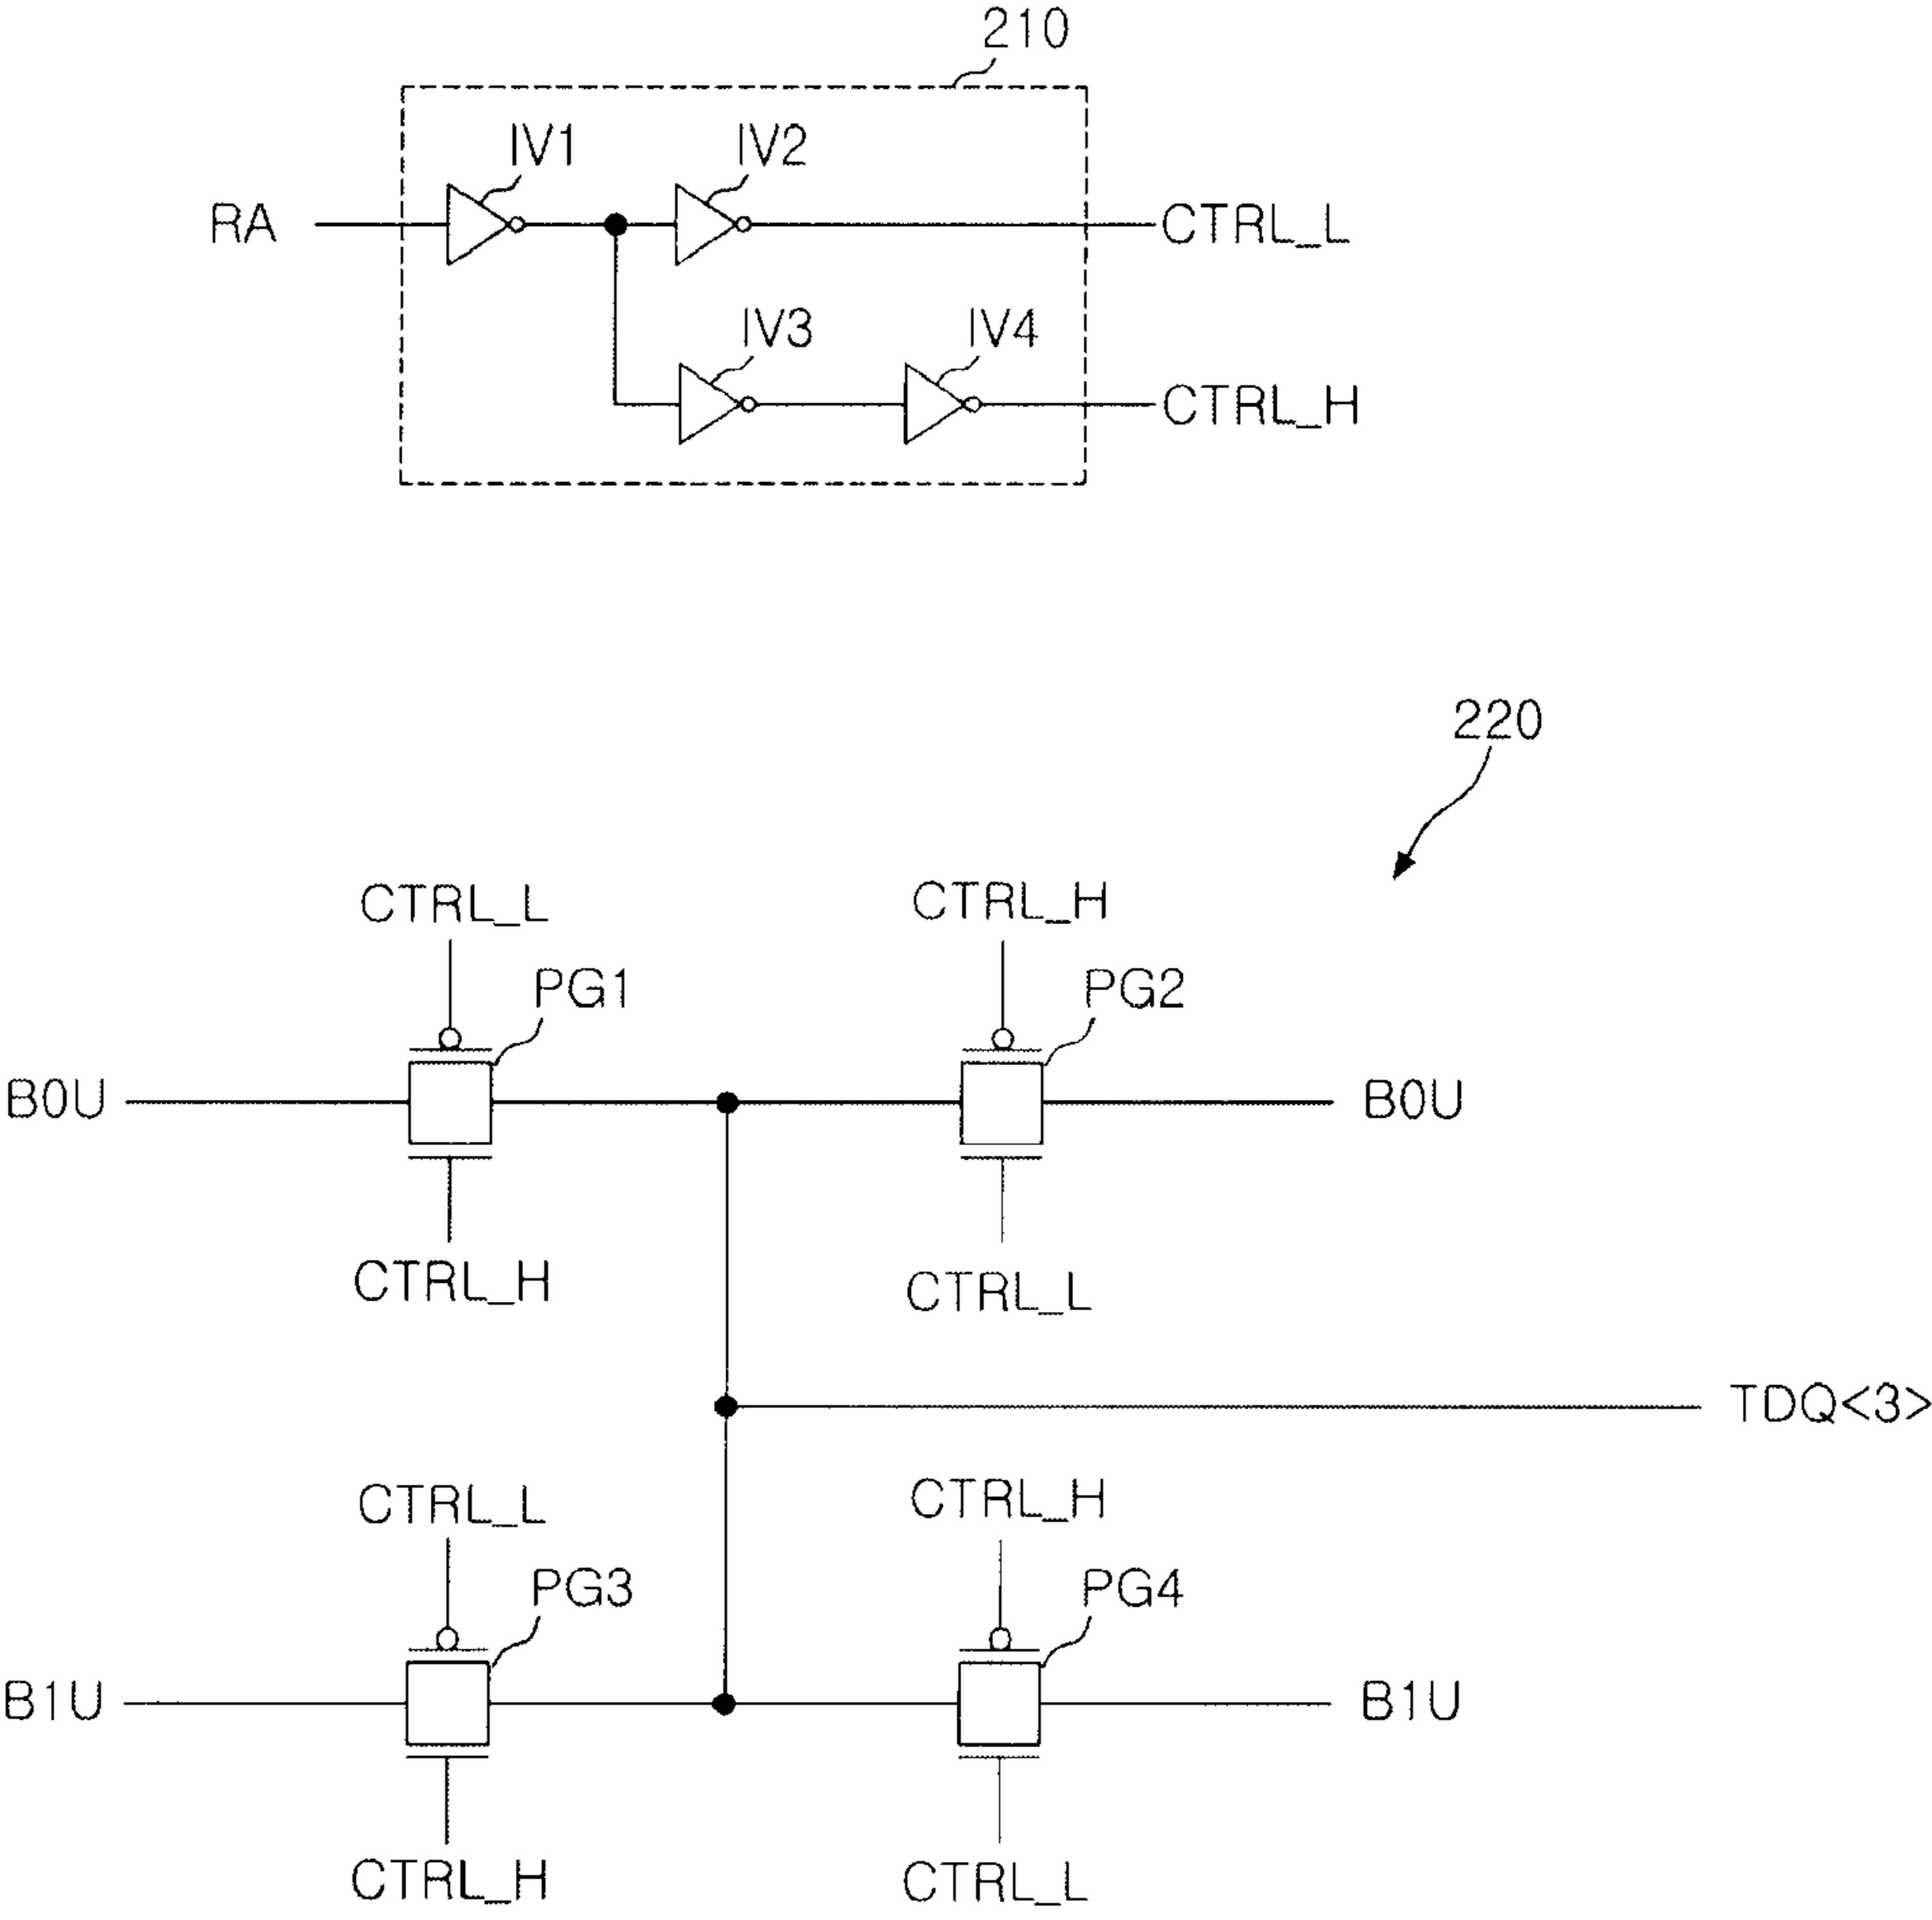 210
IV1 IV2
RA CTRL_L
IV3 IV4
CTRL_H
220
CTRL_L CTRL_H
PG1 PG2
B0U B0U
CTRL_H CTRL_L
TDQ<3>
CTRL_L CTRL_H
PG3 PG4
B1U B1U
CTRL_H CTRL_L